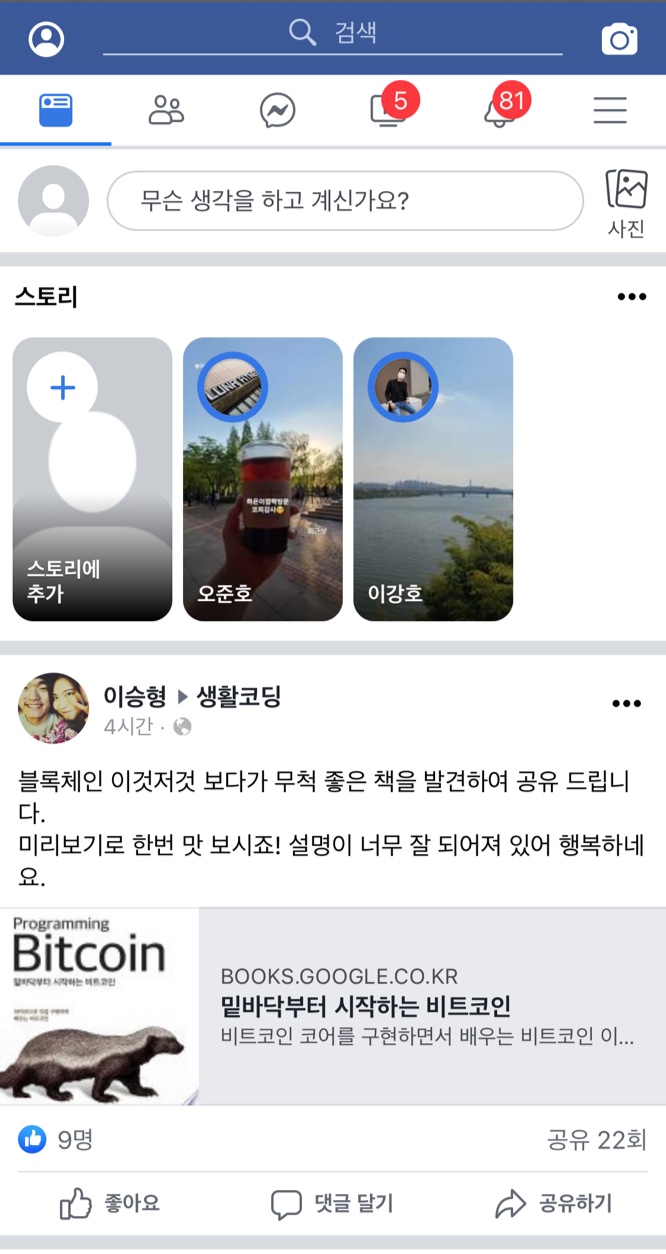 검색
5
81
무슨 생각을 하고 계신가요?
사진
스토리
스토리에
추가
하은이깜짝방문
코피감사
오준호
이강호
이승형 ▶ 생활코딩
4시간 ·
블록체인 이것저것 보다가 무척 좋은 책을 발견하여 공유 드립니
다.
미리보기로 한번 맛 보시죠! 설명이 너무 잘 되어져 있어 행복하네
요.
Programming
Bitcoin
밑바닥부터 시작하는 비트코인
BOOKS.GOOGLE.CO.KR
밑바닥부터 시작하는 비트코인
비트코인 코어를 구현하면서 배우는 비트코인 이...
9명
공유 22회
좋아요
댓글 달기
공유하기